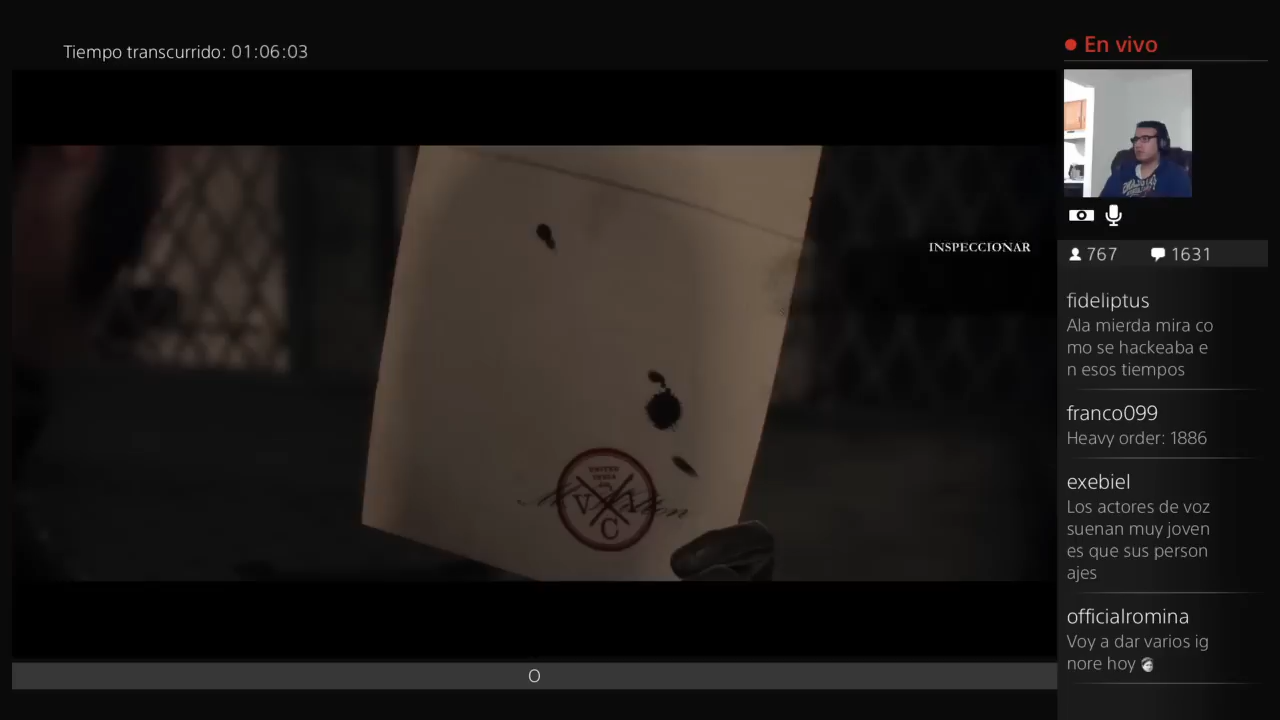 Tiempo transcurrido: 01:06:03
En vivo
INSPECCIONAR
767 1631
fideliptus
Ala mierda mira co
mo se hackeaba e
n esos tiempos
franco099
Heavy order: 1886
exebiel
Los actores de voz
suenan muy joven
es que sus person
ajes
officialromina
Voy a dar varios ig
nore hoy
UNITED
INDIA
V I
C
O